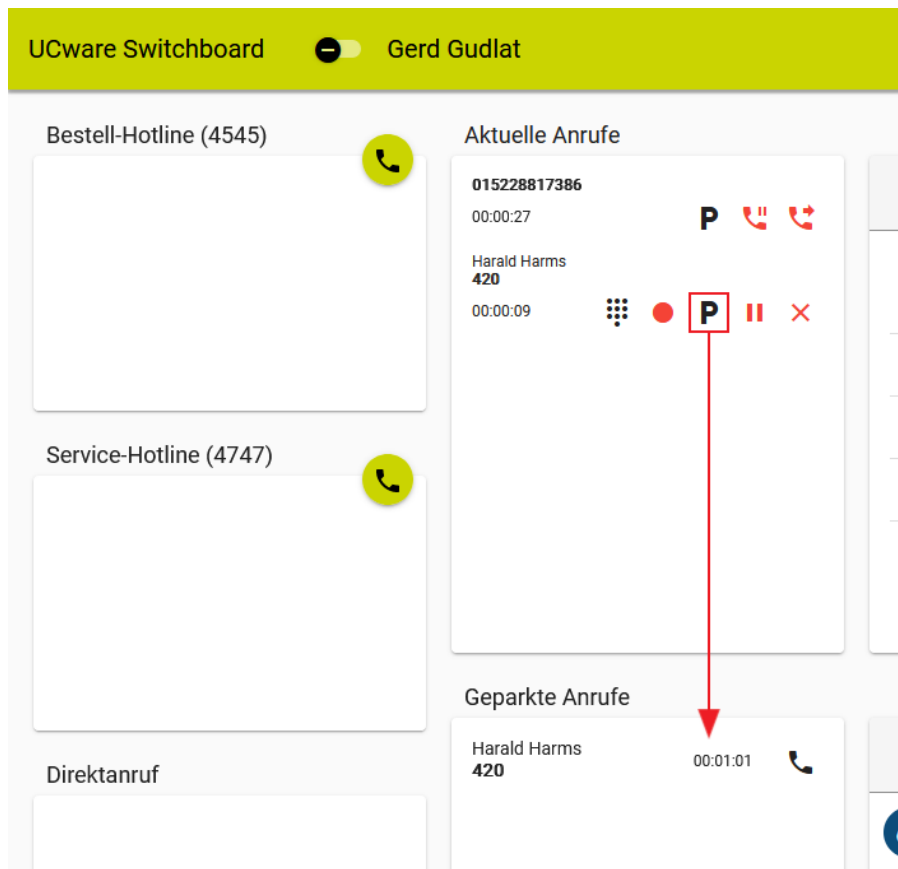 UCware Switchboard Gerd Gudlat
Bestell-Hotline (4545)
Aktuelle Anrufe
015228817386
00:00:27 P
Harald Harms
420
00:00:09 P
Service-Hotline (4747)
Geparkte Anrufe
Harald Harms
420
00:01:01
Direktanruf